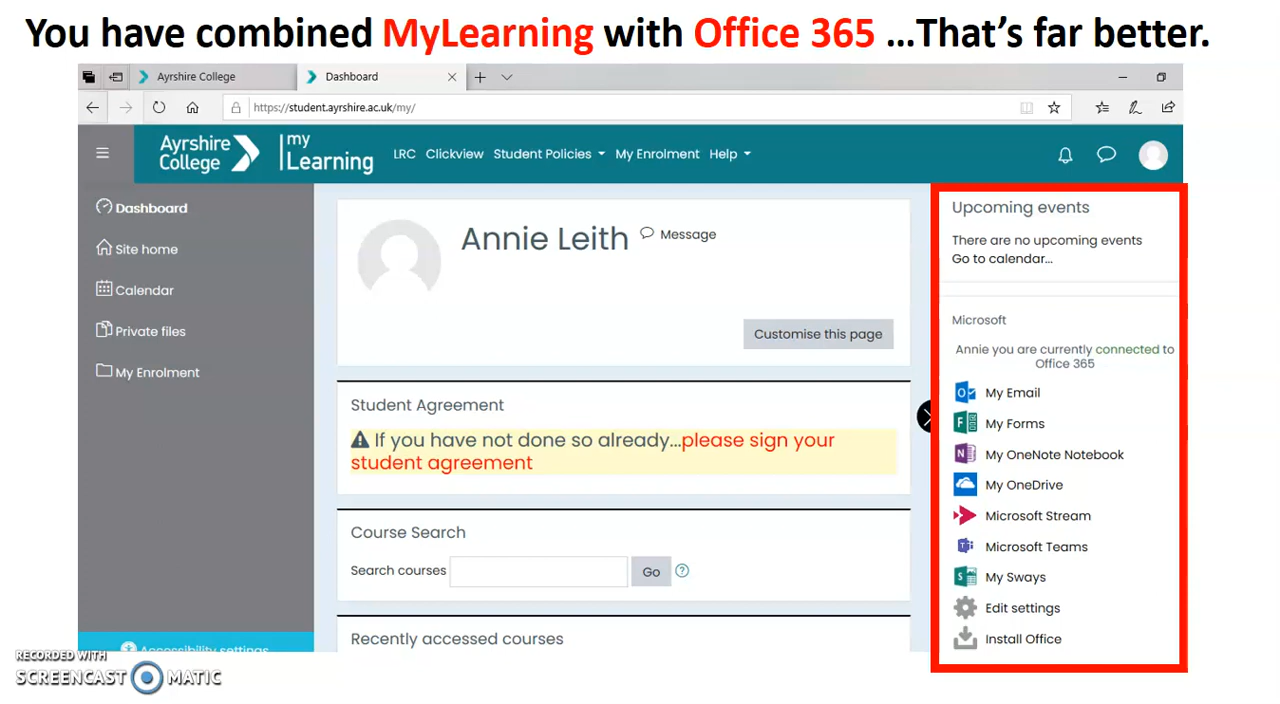 You have combined MyLearning with Office 365 ...That's far better.
Ayrshire College
Dashboard
https://student.ayrshire.ac.uk/my/
Ayrshire College
my Learning
LRC Clickview Student Policies My Enrolment Help
Dashboard
Site home
Calendar
Private files
My Enrolment
Accessibility settings
Annie Leith
Message
Customise this page
Student Agreement
If you have not done so already...please sign your
student agreement
Course Search
Search courses
Go
?
Recently accessed courses
Upcoming events
There are no upcoming events
Go to calendar...
Microsoft
Annie you are currently connected to
Office 365
My Email
My Forms
My OneNote Notebook
My OneDrive
Microsoft Stream
Microsoft Teams
My Sways
Edit settings
Install Office
RECORDED WITH
SCREENCAST MATIC